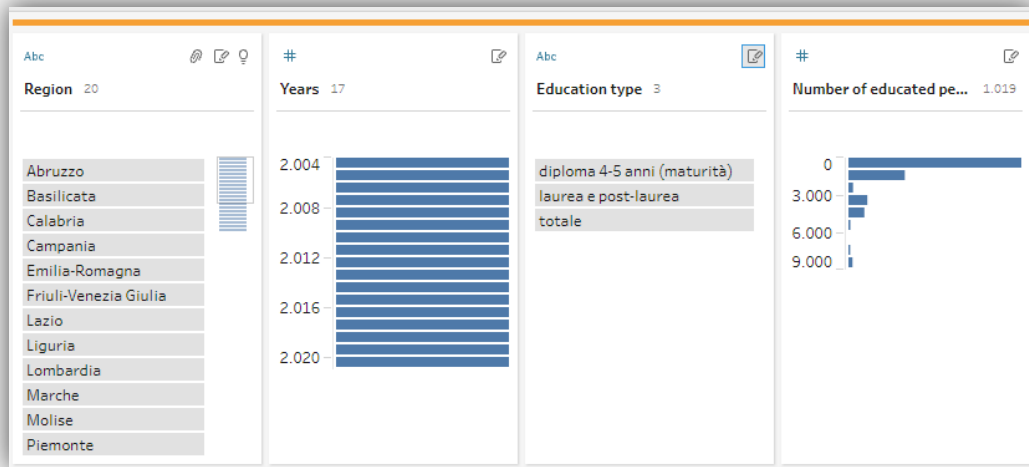 Abc
Region 20
Abruzzo
Basilicata
Calabria
Campania
Emilia-Romagna
Friuli-Venezia Giulia
Lazio
Liguria
Lombardia
Marche
Molise
Piemonte
#
Years 17
2.004
2.008
2.012
2.016
2.020
Abc
Education type 3
diploma 4-5 anni (maturità)
laurea e post-laurea
totale
#
Number of educated pe... 1.019
0
3.000
6.000
9.000